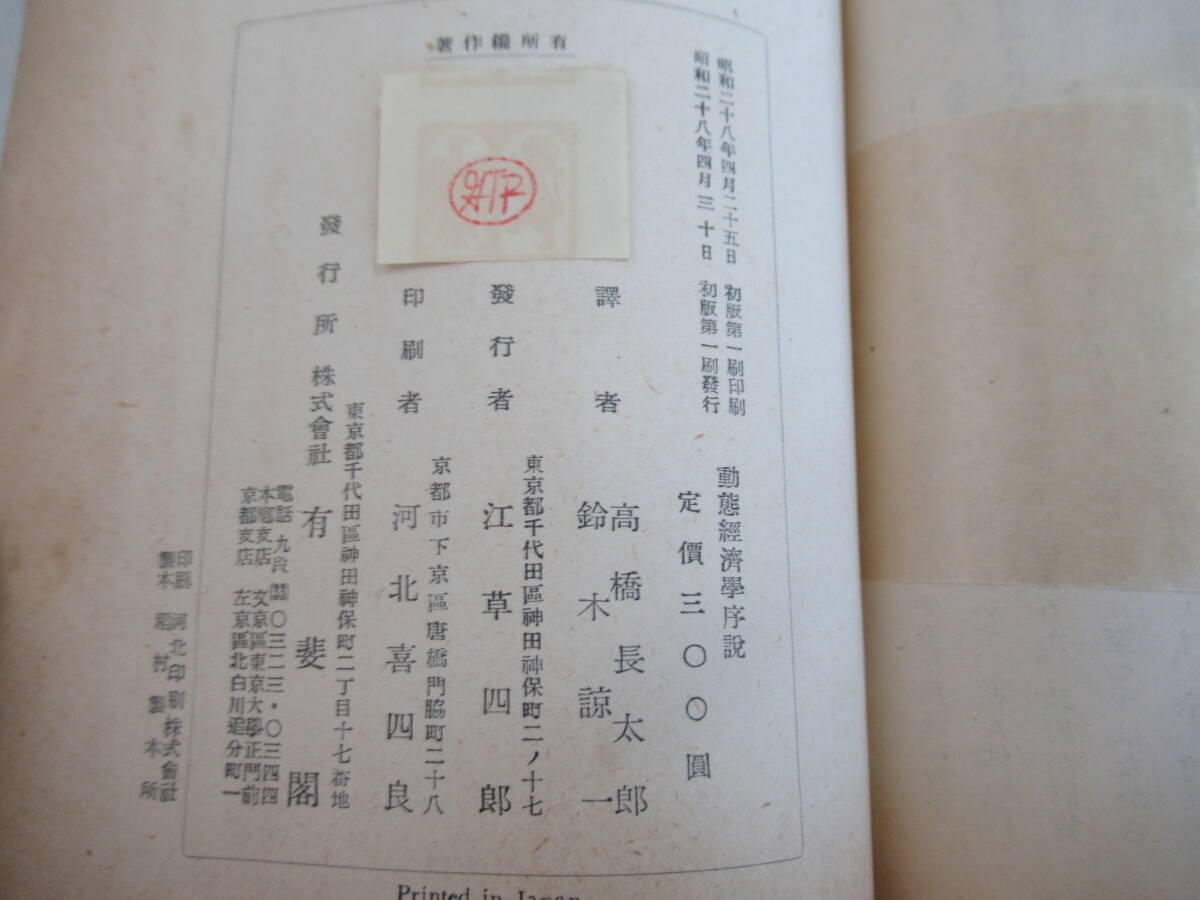 著作權所有
昭和二十八年四月二十五日 初版第一刷印刷
昭和二十八年四月三十日 初版第一刷發行
動態經濟學序說
定價三〇〇圓
譯者
高橋長太郎
鈴木諒一
東京都千代田區神田神保町二ノ十七
發行者 江草四郎
京都市下京區唐橋門脇町二十八
印刷者 河北喜四良
東京都千代田區神田神保町二丁目十七番地
發行所 株式會社 有斐閣
電話 九段 〇三二三・〇三四四
本鄕支店 文京區東京大學正門前
京都支店 左京區北白川追分町一
印刷 河北印刷株式會社
製本 村製本所
Printed in Japan